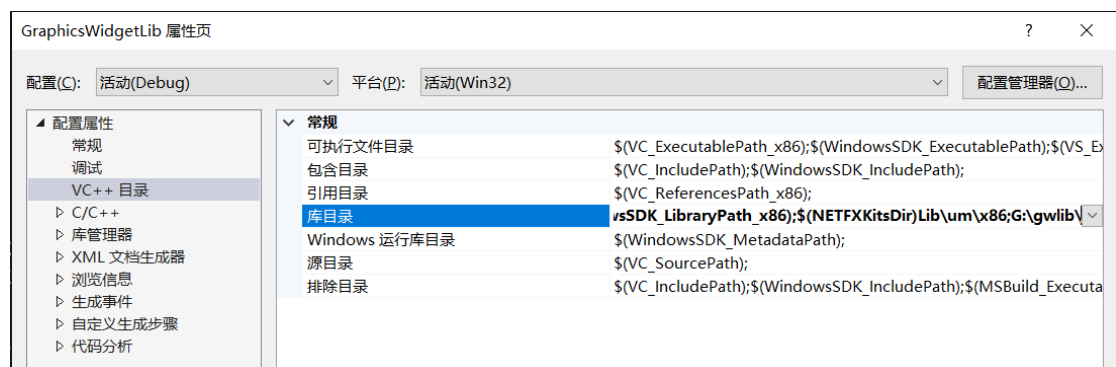 GraphicsWidgetLib 属性页
配置(C): 活动(Debug) 平台(P): 活动(Win32) 配置管理器(O)...
配置属性
常规
调试
VC++ 目录
C/C++
库管理器
XML 文档生成器
浏览信息
生成事件
自定义生成步骤
代码分析
常规
可执行文件目录 $(VC_ExecutablePath_x86);$(WindowsSDK_ExecutablePath);$(VS_Ex
包含目录 $(VC_IncludePath);$(WindowsSDK_IncludePath);
引用目录 $(VC_ReferencesPath_x86);
库目录 wsSDK_LibraryPath_x86);$(NETFXKitsDir)Lib\um\x86;G:\gwlib\
Windows 运行库目录 $(WindowsSDK_MetadataPath);
源目录 $(VC_SourcePath);
排除目录 $(VC_IncludePath);$(WindowsSDK_IncludePath);$(MSBuild_Executa